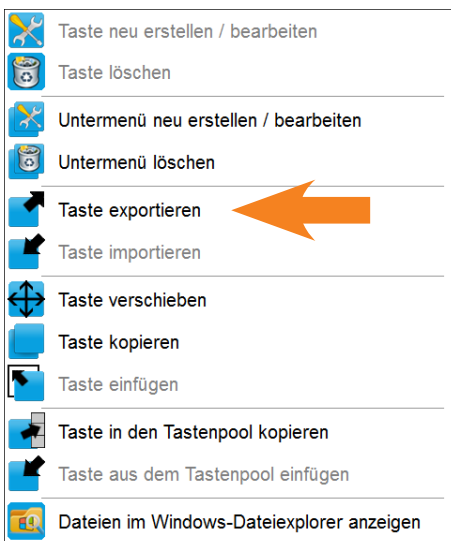 Taste neu erstellen / bearbeiten
Taste löschen
Untermenü neu erstellen / bearbeiten
Untermenü löschen
Taste exportieren
Taste importieren
Taste verschieben
Taste kopieren
Taste einfügen
Taste in den Tastenpool kopieren
Taste aus dem Tastenpool einfügen
Dateien im Windows-Dateiexplorer anzeigen